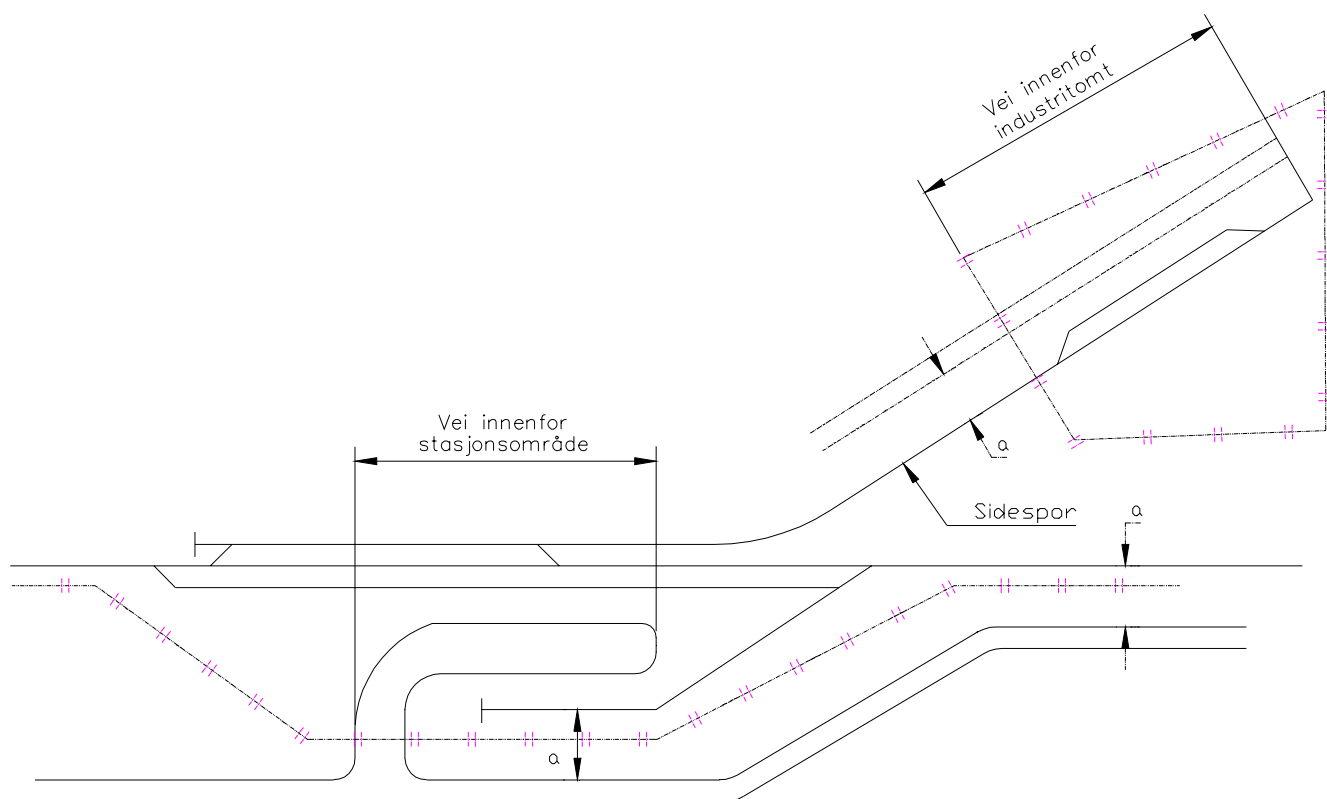 Vei innenfor
industritomt
Vei innenfor
stasjonsområde
a
Sidespor
a
a